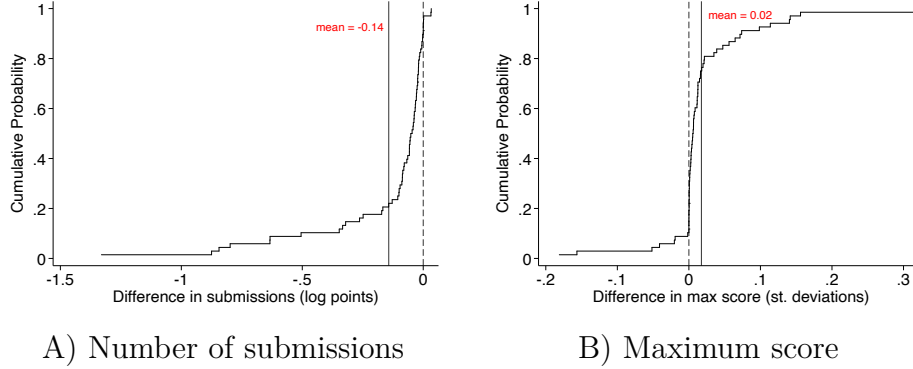 1
.8
.6
.4
.2
0
Cumulative Probability
mean = -0.14
-1.5
-1
-.5
0
Difference in submissions (log points)
A) Number of submissions
1
.8
.6
.4
.2
0
Cumulative Probability
mean = 0.02
-.2
-.1
0
.1
.2
.3
Difference in max score (st. deviations)
B) Maximum score